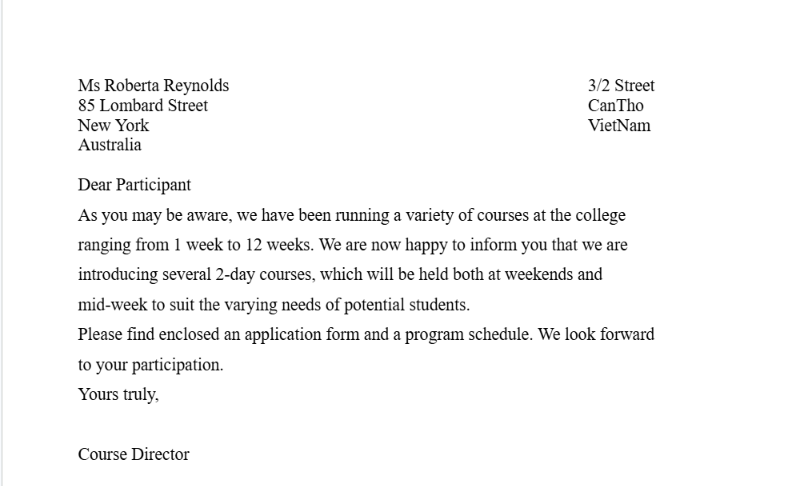 Ms Roberta Reynolds
85 Lombard Street
New York
Australia
3/2 Street
CanTho
VietNam
Dear Participant
As you may be aware, we have been running a variety of courses at the college
ranging from 1 week to 12 weeks. We are now happy to inform you that we are
introducing several 2-day courses, which will be held both at weekends and
mid-week to suit the varying needs of potential students.
Please find enclosed an application form and a program schedule. We look forward
to your participation.
Yours truly,
Course Director